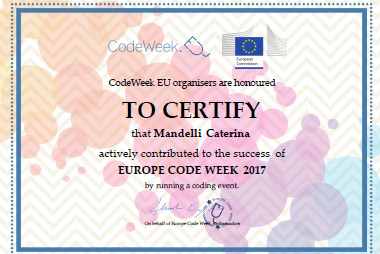 CodeWeek
European
Commission
CodeWeek EU organisers are honoured
TO CERTIFY
that Mandelli Caterina
actively contributed to the success of
EUROPE CODE WEEK 2017
by running a coding event.
On behalf of Europe Code Week Ambassadors